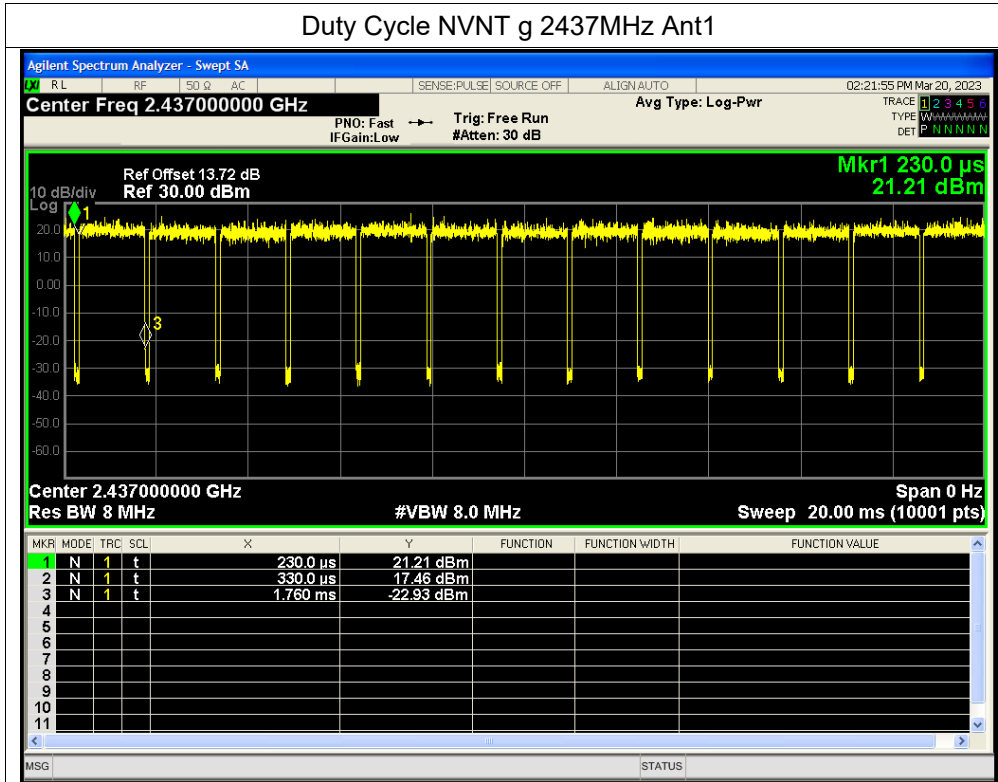 Duty Cycle NVNT g 2437MHz Ant1
Agilent Spectrum Analyzer - Swept SA
LXI RL RF 50 Ω AC SENSE:PULSE SOURCE OFF ALIGN AUTO 02:21:55 PM Mar 20, 2023
Center Freq 2.437000000 GHz
PNO: Fast
IFGain:Low
Trig: Free Run
#Atten: 30 dB
Avg Type: Log-Pwr
TRACE 1 2 3 4 5 6
TYPE WWWWWW
DET P N N N N N
Mkr1 230.0 µs
21.21 dBm
Ref Offset 13.72 dB
10 dB/div Ref 30.00 dBm
Log
1
20.0
10.0
0.00
-10.0
3
-20.0
-30.0
-40.0
-50.0
-60.0
Center 2.437000000 GHz Span 0 Hz
Res BW 8 MHz #VBW 8.0 MHz Sweep 20.00 ms (10001 pts)
MKR MODE TRC SCL X Y FUNCTION FUNCTION WIDTH FUNCTION VALUE
1 N 1 t 230.0 µs 21.21 dBm
2 N 1 t 330.0 µs 17.46 dBm
3 N 1 t 1.760 ms -22.93 dBm
4
5
6
7
8
9
10
11
MSG STATUS